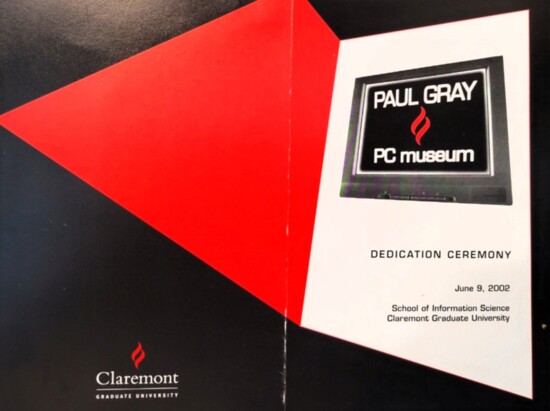 PAUL GRAY
PC museum
DEDICATION CEREMONY
June 9, 2002
School of Information Science
Claremont Graduate University
Claremont
GRADUATE UNIVERSITY